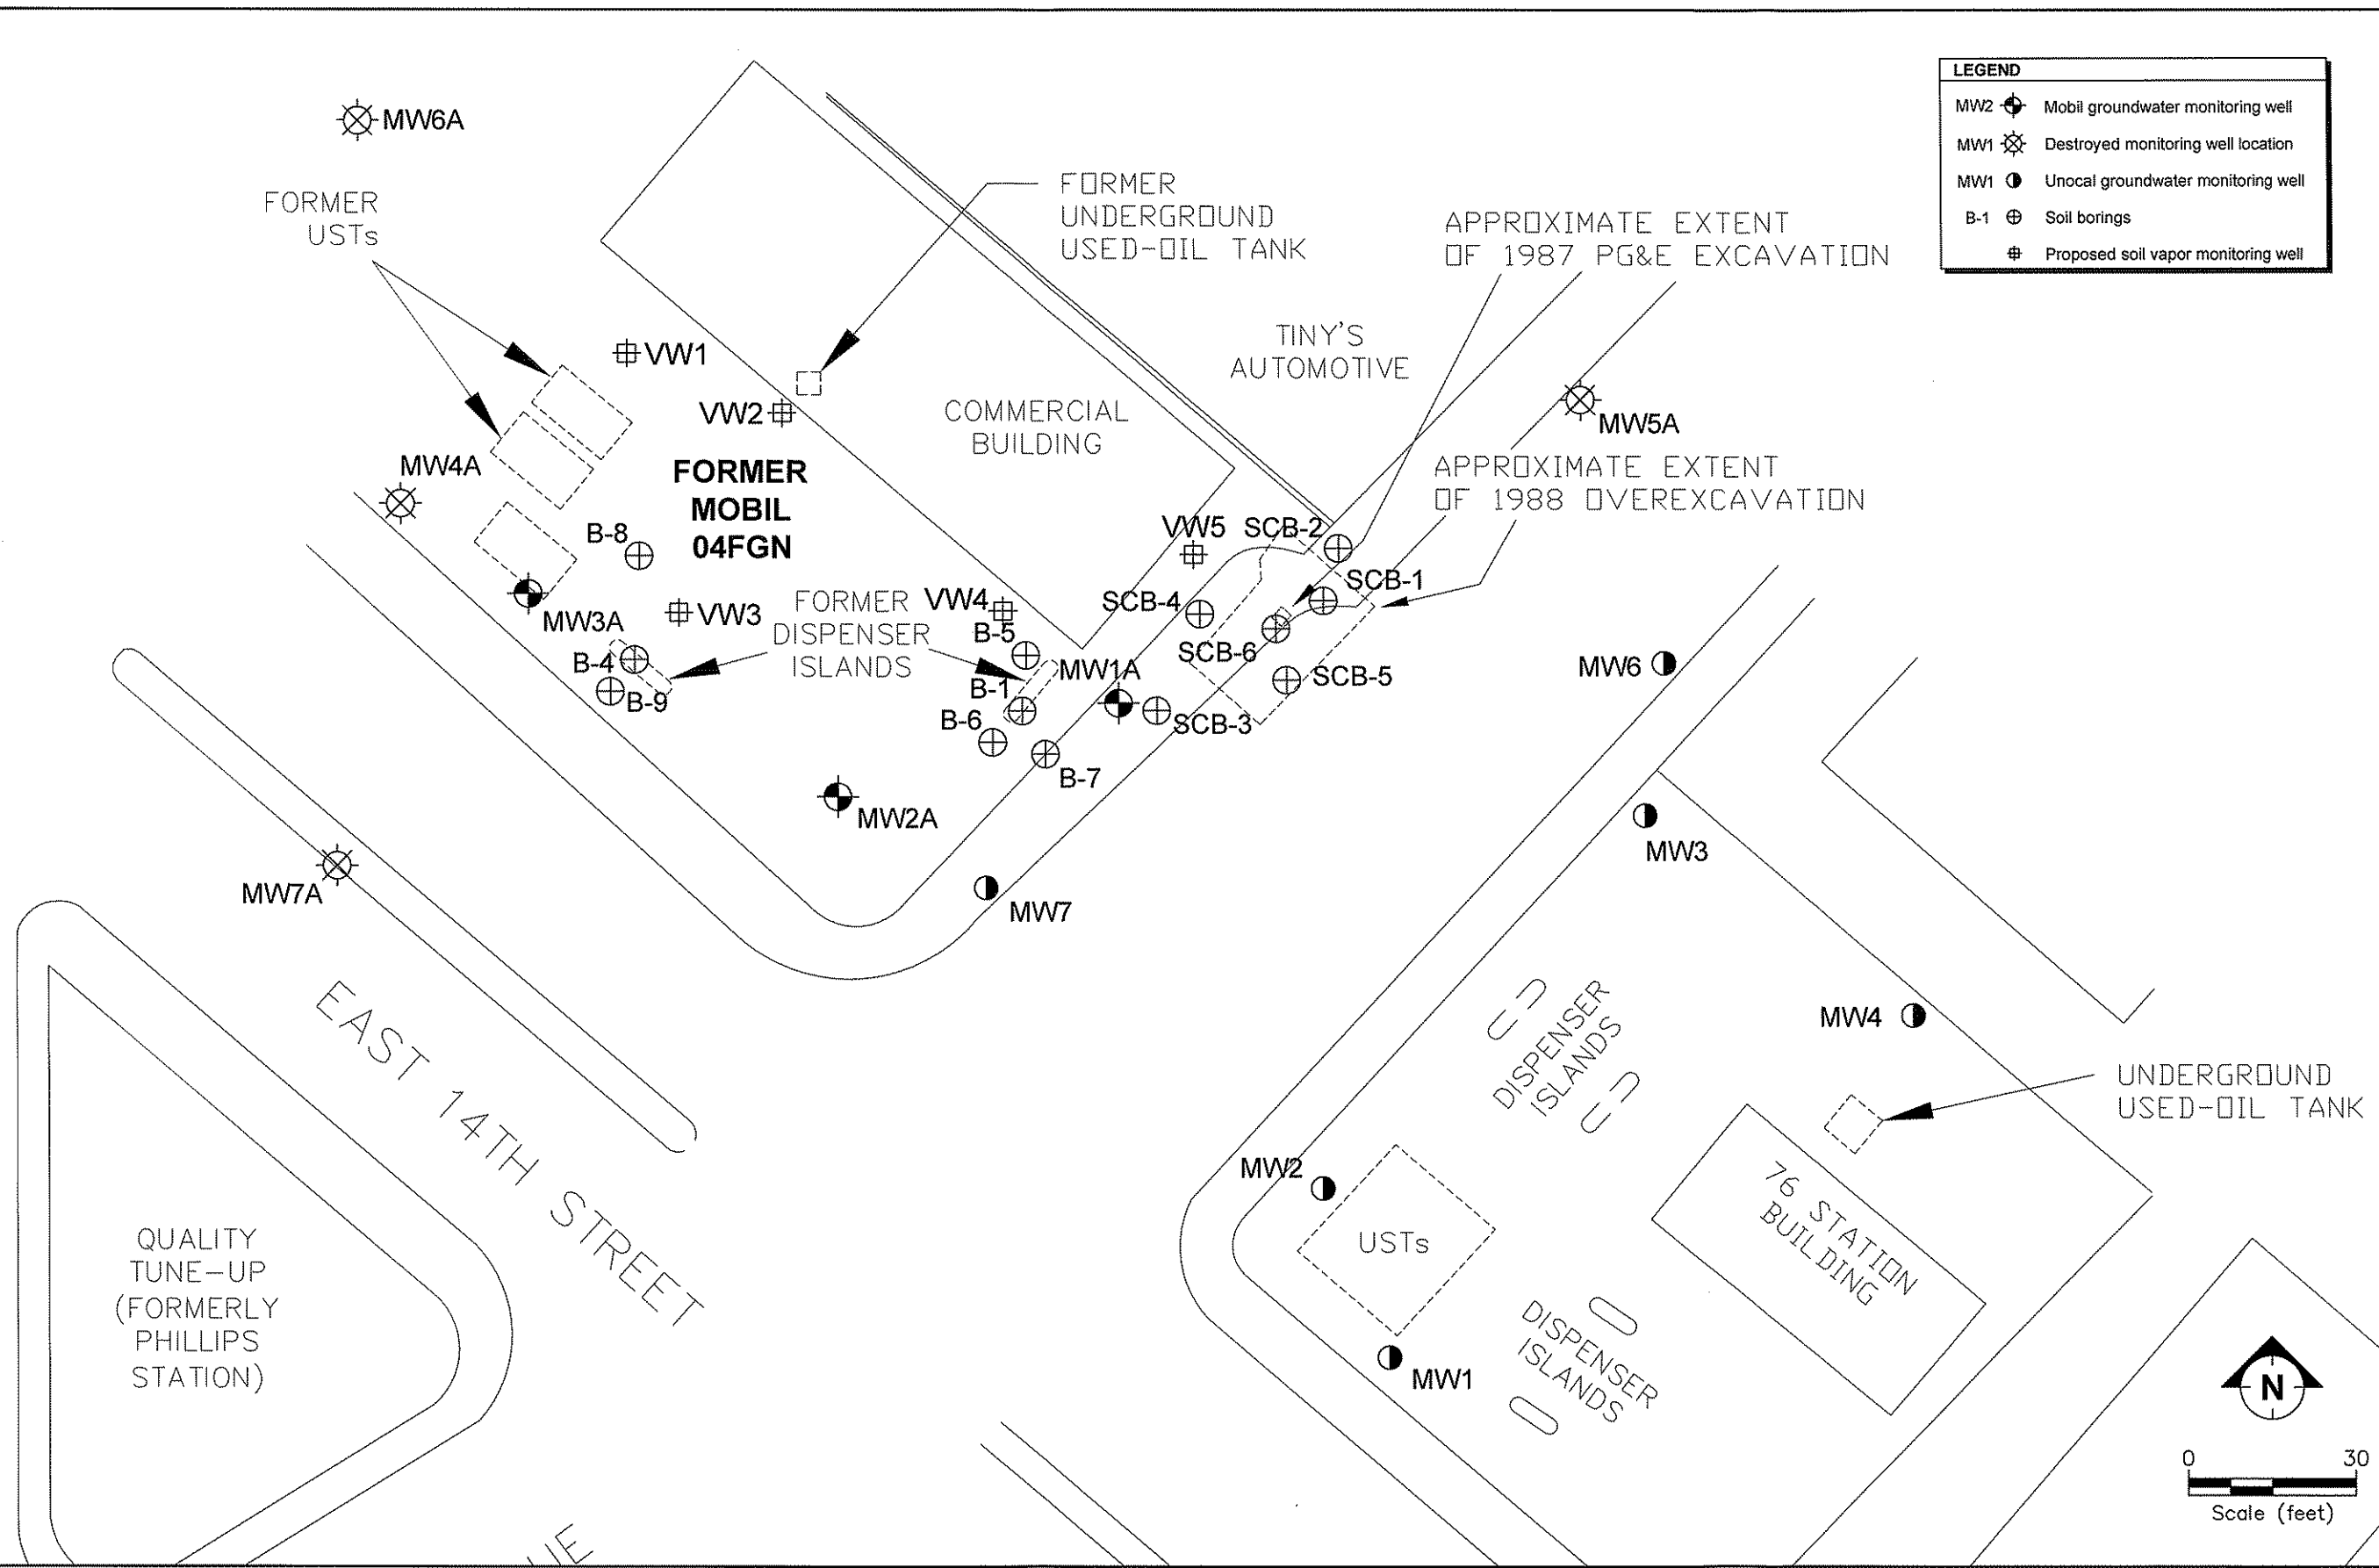 LEGEND
MW2 Mobil groundwater monitoring well
MW1 Destroyed monitoring well location
MW1 Unocal groundwater monitoring well
B-1 Soil borings
Proposed soil vapor monitoring well
MW6A
FORMER
USTs
FORMER
UNDERGROUND
USED-OIL TANK
APPROXIMATE EXTENT
OF 1987 PG&E EXCAVATION
TINY'S
AUTOMOTIVE
VW1
VW2
COMMERCIAL
BUILDING
MW5A
MW4A
FORMER
MOBIL
04FGN
APPROXIMATE EXTENT
OF 1988 OVEREXCAVATION
B-8
VW5
SCB-2
SCB-1
MW3A
VW3
FORMER
DISPENSER
ISLANDS
VW4
SCB-4
B-5
SCB-6
B-4
B-9
B-1
MW1A
SCB-5
MW6
B-6
SCB-3
B-7
MW2A
MW3
MW7A
MW7
EAST 14TH STREET
DISPENSER
ISLANDS
MW4
UNDERGROUND
USED-OIL TANK
MW2
USTs
76 STATION
BUILDING
QUALITY
TUNE-UP
(FORMERLY
PHILLIPS
STATION)
DISPENSER
ISLANDS
MW1
N
0 30
Scale (feet)
UE